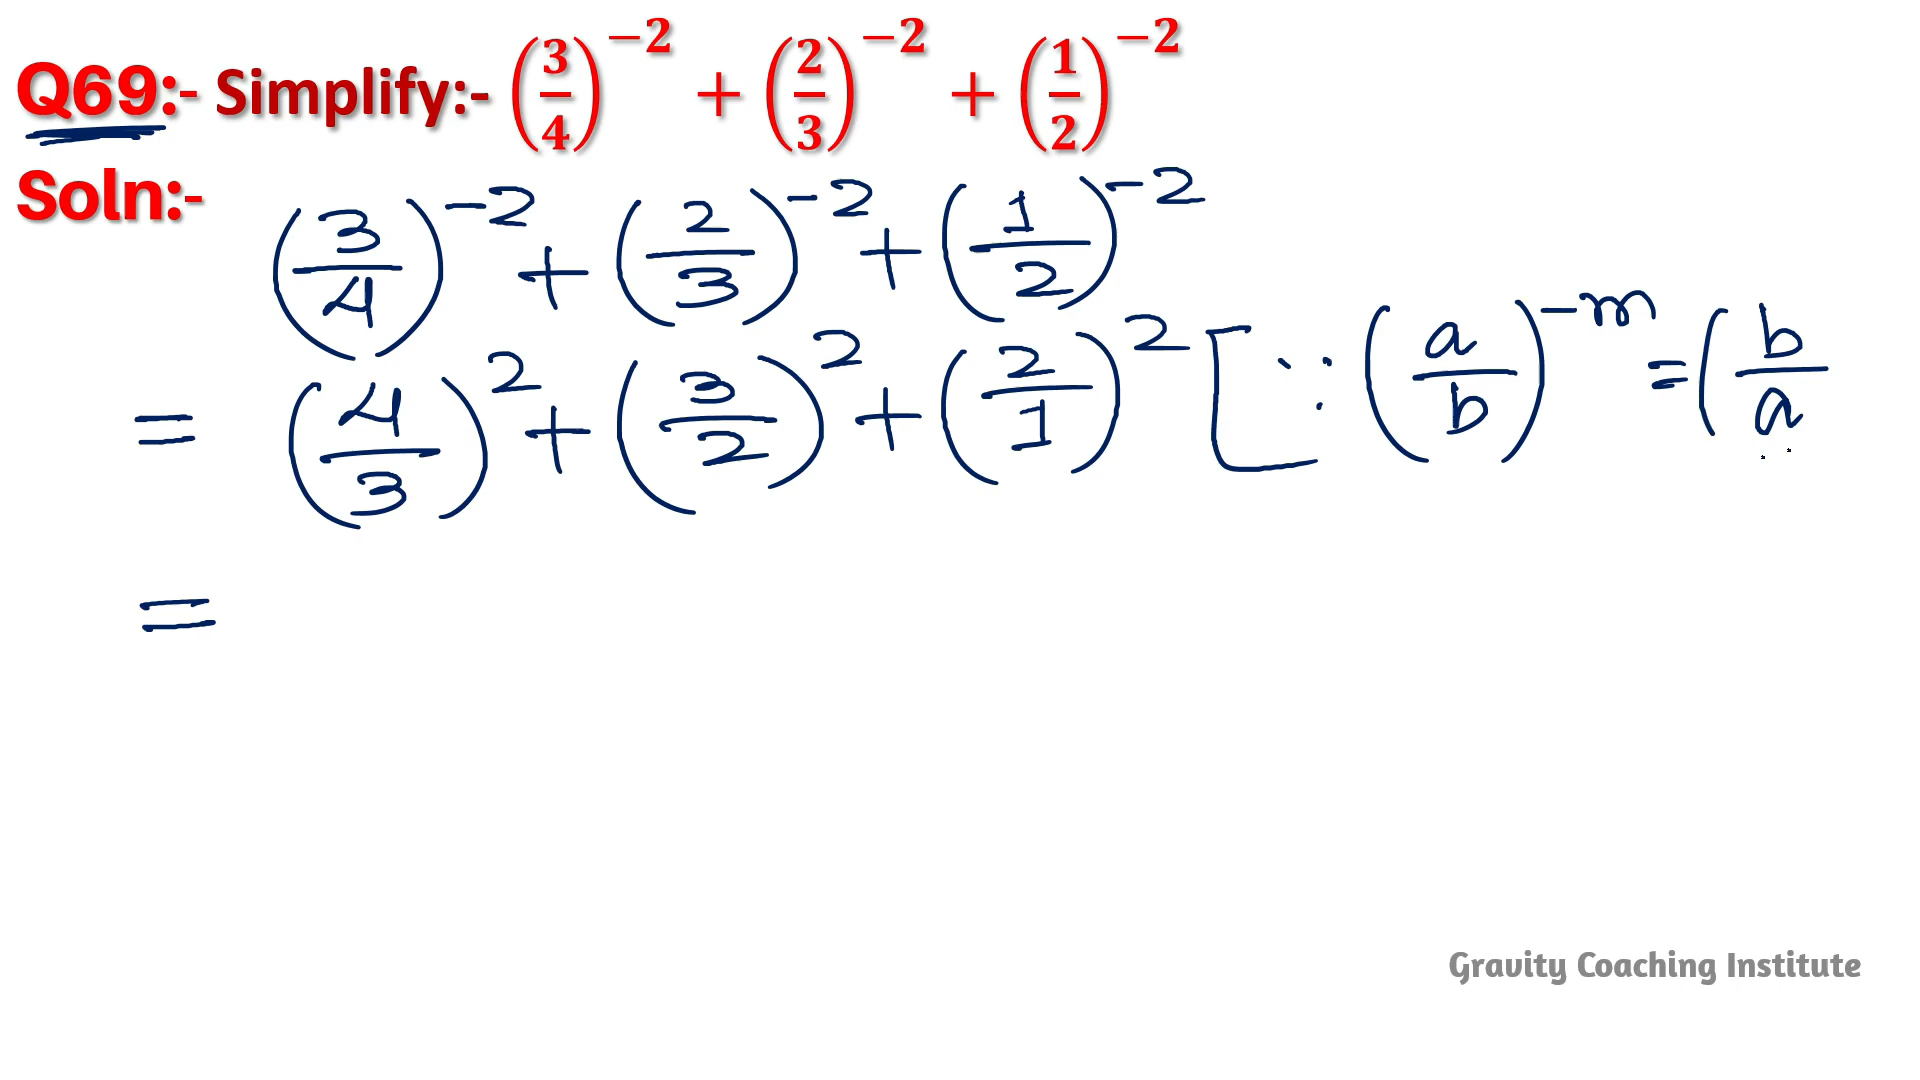 Q69:- Simplify:- (3/4)^{-2} + (2/3)^{-2} + (1/2)^{-2}
Soln:- (3/4)^{-2} + (2/3)^{-2} + (1/2)^{-2}
= (4/3)^{2} + (3/2)^{2} + (2/1)^{2} [∵ (a/b)^{-m} = (b/a
=
Gravity Coaching Institute